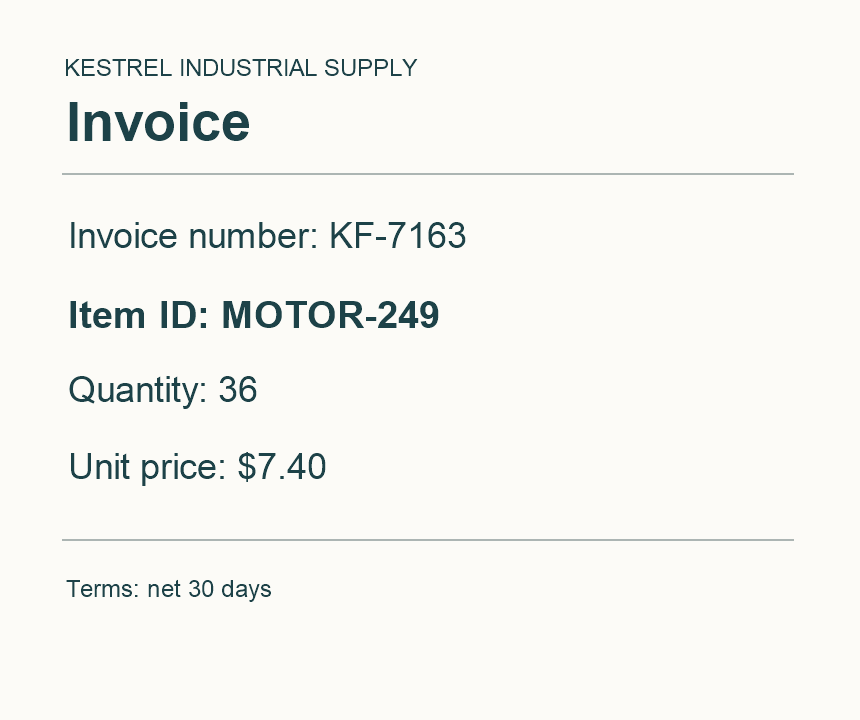 KESTREL INDUSTRIAL SUPPLY
Invoice
Invoice number: KF-7163
Item ID: MOTOR-249
Quantity: 36
Unit price: $7.40
Terms: net 30 days